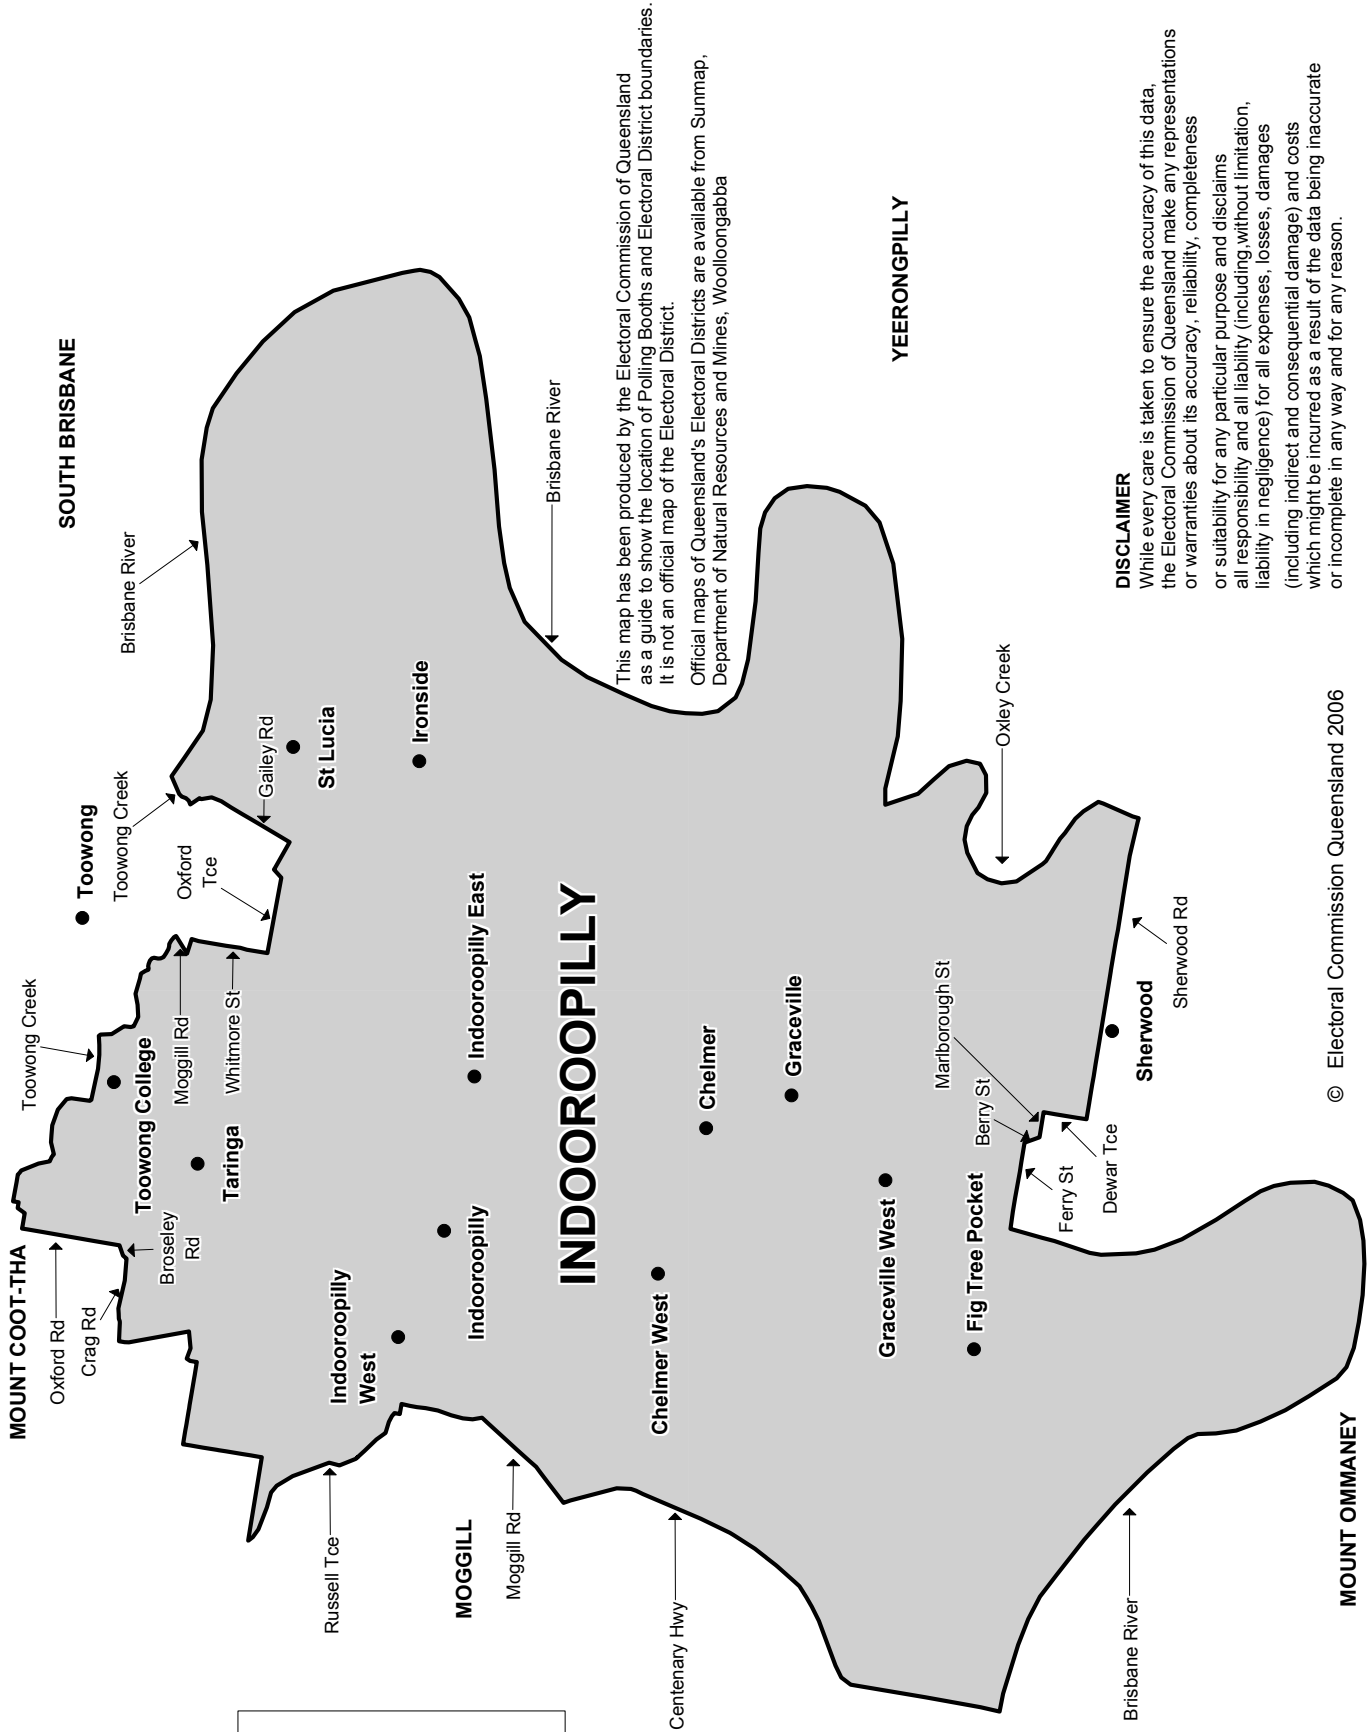 MOUNT COOT-THA
Oxford Rd
Crag Rd
Broseley
Rd
Toowong Creek
Toowong College
Taringa
Moggill Rd
Whitmore St
Toowong
Toowong Creek
Oxford
Tce
Gailey Rd
St Lucia
Ironside
Brisbane River
SOUTH BRISBANE
Russell Tce
MOGGILL
Moggill Rd
Indooroopilly
West
Indooroopilly
Indooroopilly East
INDOOROOPILLY
Brisbane River
Centenary Hwy
Chelmer West
Chelmer
Graceville
Graceville West
Fig Tree Pocket
Marlborough St
Berry St
Ferry St
Dewar Tce
Sherwood
Sherwood Rd
Oxley Creek
YEERONGPILLY
Brisbane River
MOUNT OMMANEY
This map has been produced by the Electoral Commission of Queensland
as a guide to show the location of Polling Booths and Electoral District boundaries.
It is not an official map of the Electoral District.
Official maps of Queensland's Electoral Districts are available from Sunmap,
Department of Natural Resources and Mines, Woolloongabba
DISCLAIMER
While every care is taken to ensure the accuracy of this data,
the Electoral Commission of Queensland make any representations
or warranties about its accuracy, reliability, completeness
or suitability for any particular purpose and disclaims
all responsibility and all liability (including,without limitation,
liability in negligence) for all expenses, losses, damages
(including indirect and consequential damage) and costs
which might be incurred as a result of the data being inaccurate
or incomplete in any way and for any reason.
© Electoral Commission Queensland 2006